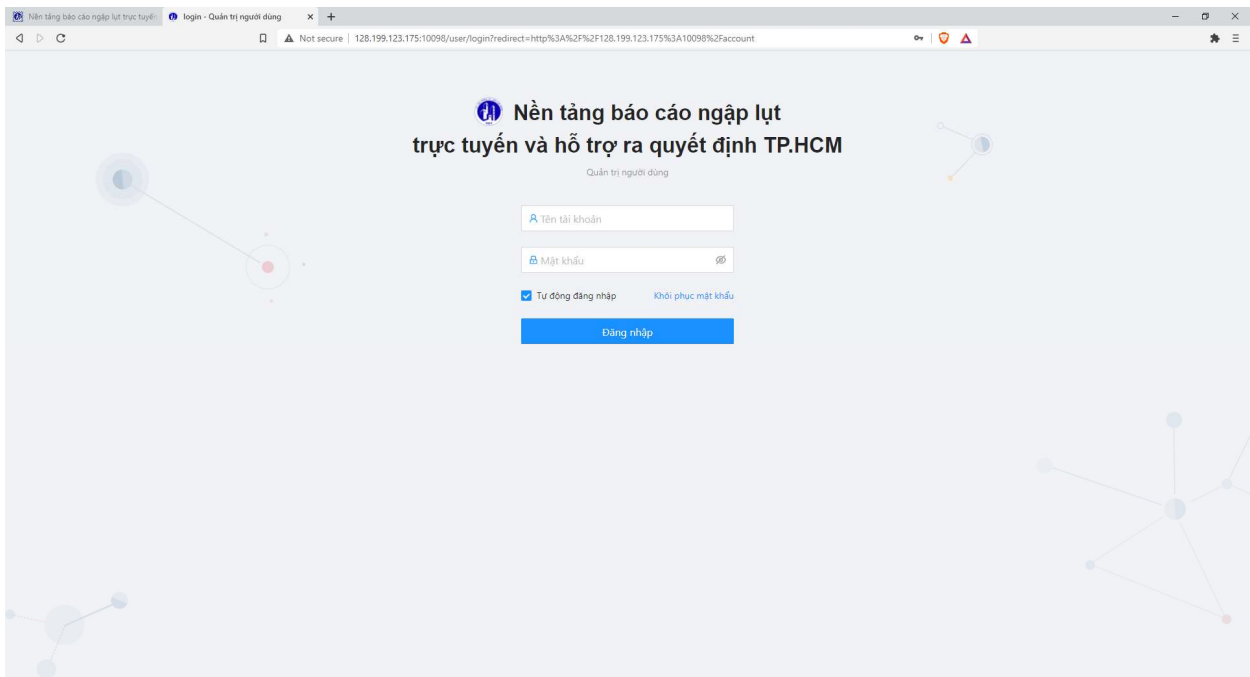 Nền tảng báo cáo ngập lụt trực tuyến
login - Quản trị người dùng
Not secure
128.199.123.175:10098/user/login?redirect=http%3A%2F%2F128.199.123.175%3A10098%2Faccount
Nền tảng báo cáo ngập lụt
trực tuyến và hỗ trợ ra quyết định TP.HCM
Quản trị người dùng
Tên tài khoản
Mật khẩu
Tự động đăng nhập
Khôi phục mật khẩu
Đăng nhập